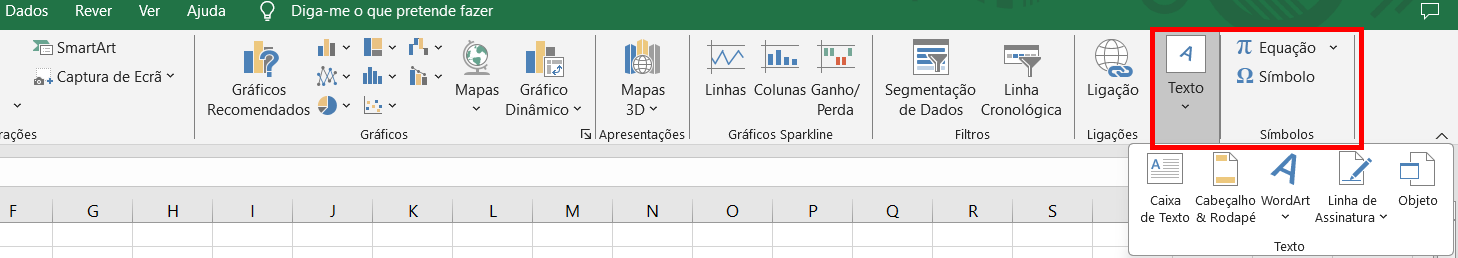 Dados Rever Ver Ajuda Diga-me o que pretende fazer
SmartArt
Captura de Ecrã
rações
Gráficos
Recomendados
Mapas
Gráfico
Dinâmico
Gráficos
Mapas
3D
Apresentações
Linhas
Colunas
Ganho/
Perda
Gráficos Sparkline
Segmentação
de Dados
Linha
Cronológica
Filtros
Ligação
Ligações
A
Texto
π Equação
Ω Símbolo
Símbolos
A
Caixa
de Texto
Cabeçalho
& Rodapé
A
WordArt
Linha de
Assinatura
Objeto
Texto
F G H I J K L M N O P Q R S